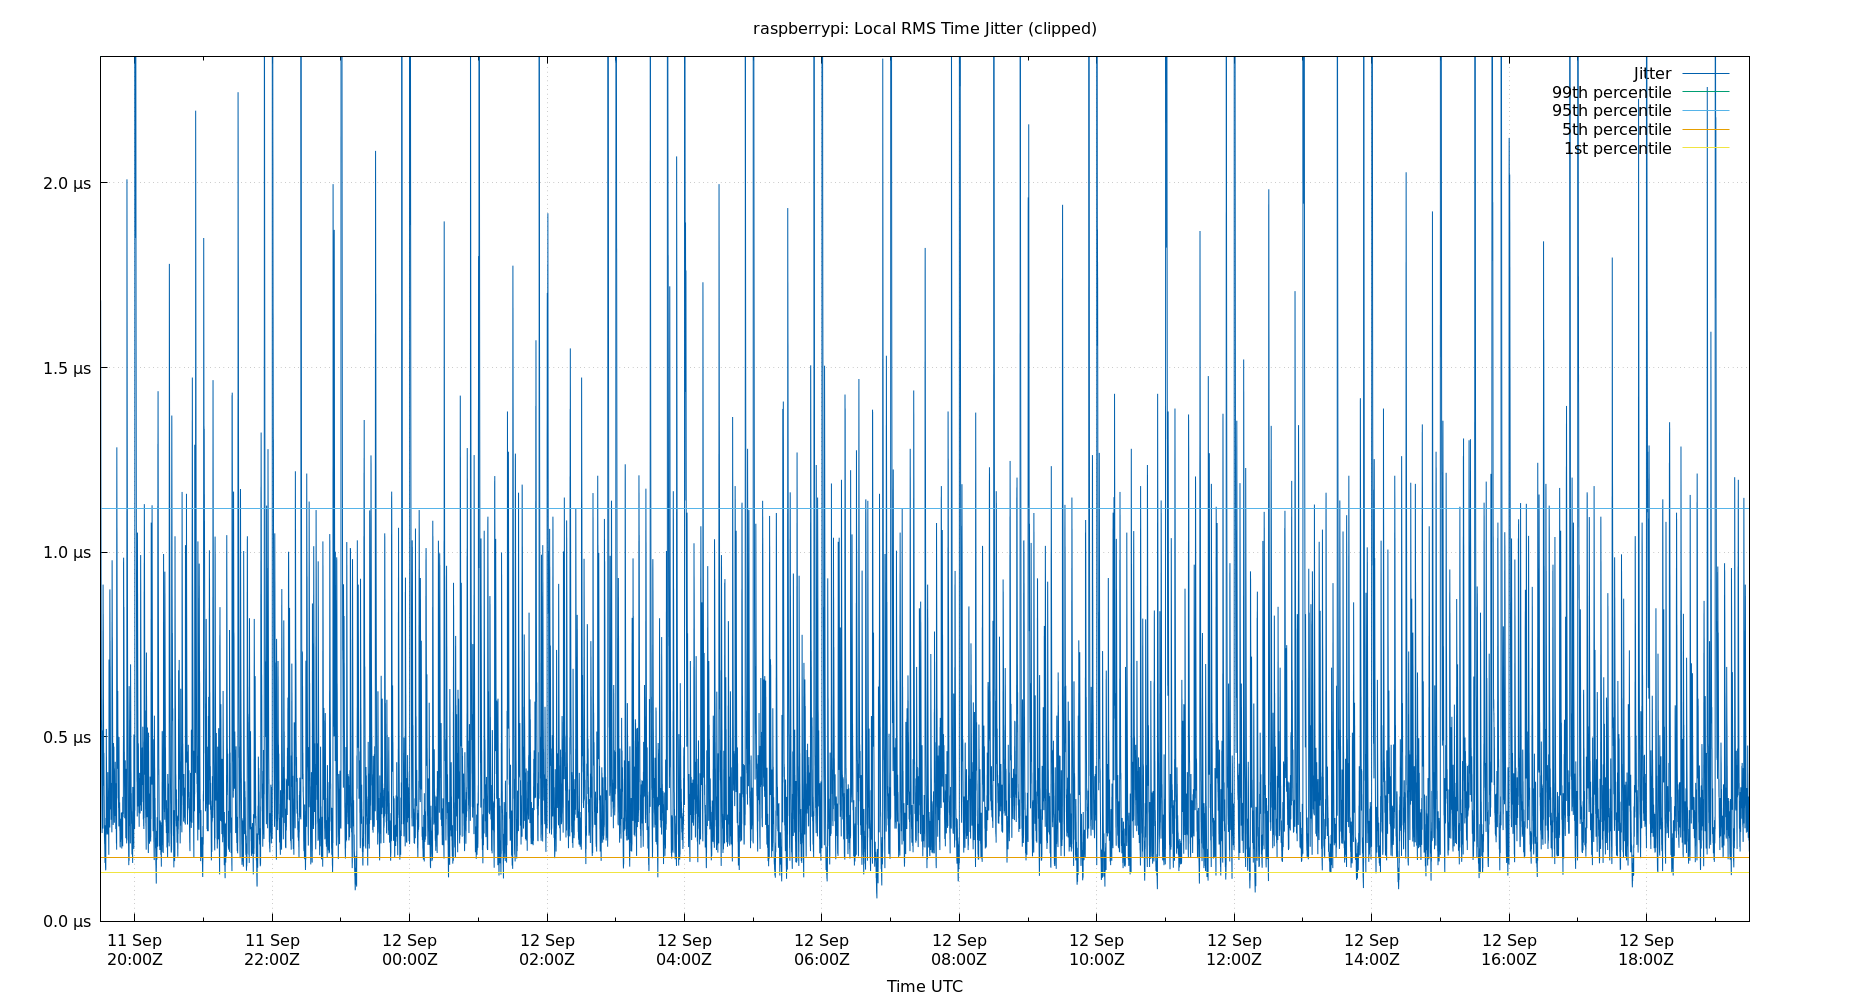 raspberrypi: Local RMS Time Jitter (clipped)
Jitter
99th percentile
95th percentile
5th percentile
1st percentile
2.0 µs
1.5 µs
1.0 µs
0.5 µs
0.0 µs
11 Sep 11 Sep 12 Sep 12 Sep 12 Sep 12 Sep 12 Sep 12 Sep 12 Sep 12 Sep 12 Sep 12 Sep
20:00Z 22:00Z 00:00Z 02:00Z 04:00Z 06:00Z 08:00Z 10:00Z 12:00Z 14:00Z 16:00Z 18:00Z
Time UTC